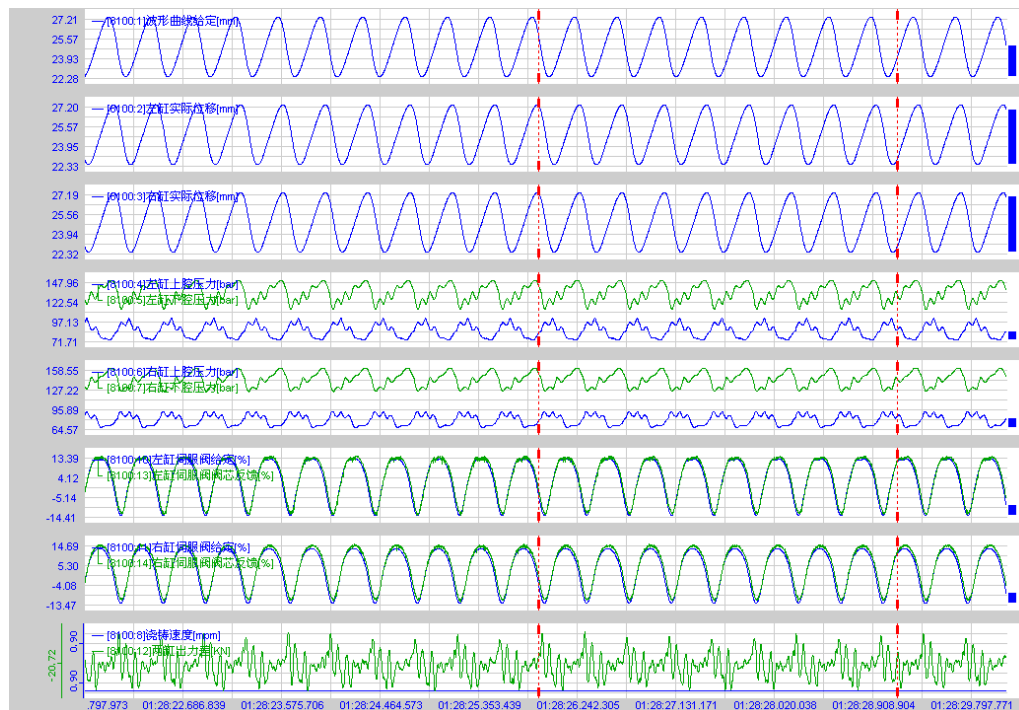 27.21
[8100:1]波形曲线给定[mm]
25.57
23.93
22.28
27.20
[8100:2]左缸实际位移[mm]
25.57
23.95
22.33
27.19
[8100:3]右缸实际位移[mm]
25.56
23.94
22.32
147.96
[8100:4]左缸上腔压力[bar]
122.54
[8100:5]左缸下腔压力[bar]
97.13
71.71
158.55
[8100:6]右缸上腔压力[bar]
127.22
[8100:7]右缸下腔压力[bar]
95.89
64.57
13.39
[8100:10]左缸伺服阀给定[%]
4.12
[8100:13]左缸伺服阀阀芯反馈[%]
-5.14
-14.41
14.69
[8100:11]右缸伺服阀给定[%]
5.30
[8100:14]右缸伺服阀阀芯反馈[%]
-4.08
-13.47
-20.72
0.90
0.90
[8100:8]浇铸速度[mpm]
[8100:12]两缸出力差[KN]
.797.973 01:28:22.686.839 01:28:23.575.706 01:28:24.464.573 01:28:25.353.439 01:28:26.242.305 01:28:27.131.171 01:28:28.020.038 01:28:28.908.904 01:28:29.797.771